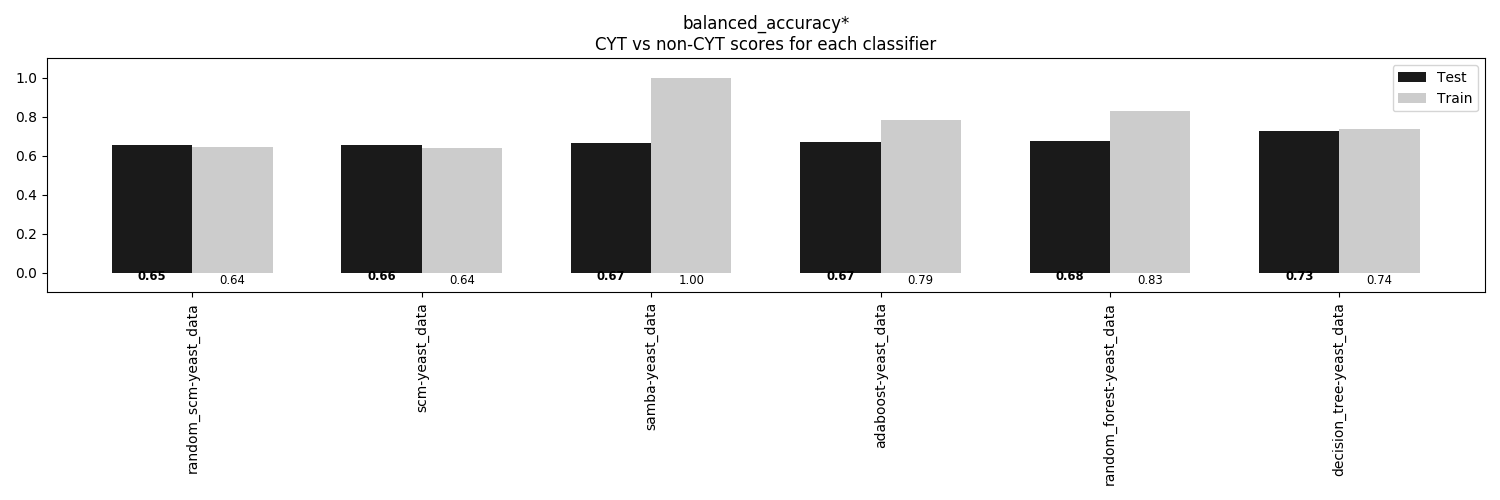 balanced_accuracy*
CYT vs non-CYT scores for each classifier
Test
Train
1.0
0.8
0.6
0.4
0.2
0.0
0.65 0.64 0.66 0.64 0.67 1.00 0.67 0.79 0.68 0.83 0.73 0.74
random_scm-yeast_data
scm-yeast_data
samba-yeast_data
adaboost-yeast_data
random_forest-yeast_data
decision_tree-yeast_data